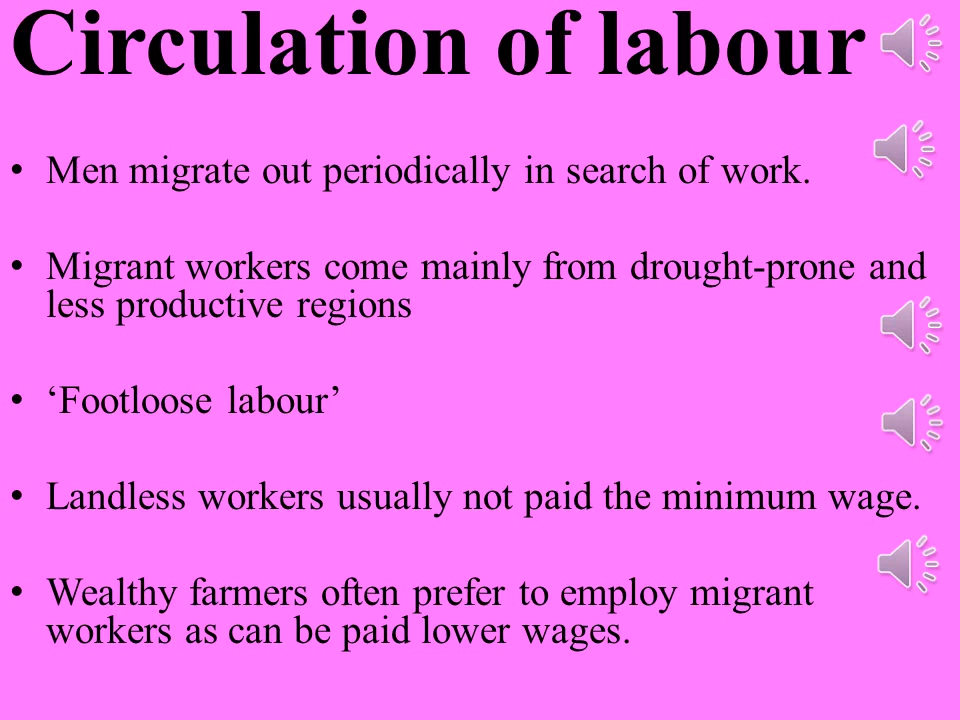 Circulation of labour
• Men migrate out periodically in search of work.
• Migrant workers come mainly from drought-prone and
less productive regions
• ‘Footloose labour’
• Landless workers usually not paid the minimum wage.
• Wealthy farmers often prefer to employ migrant
workers as can be paid lower wages.